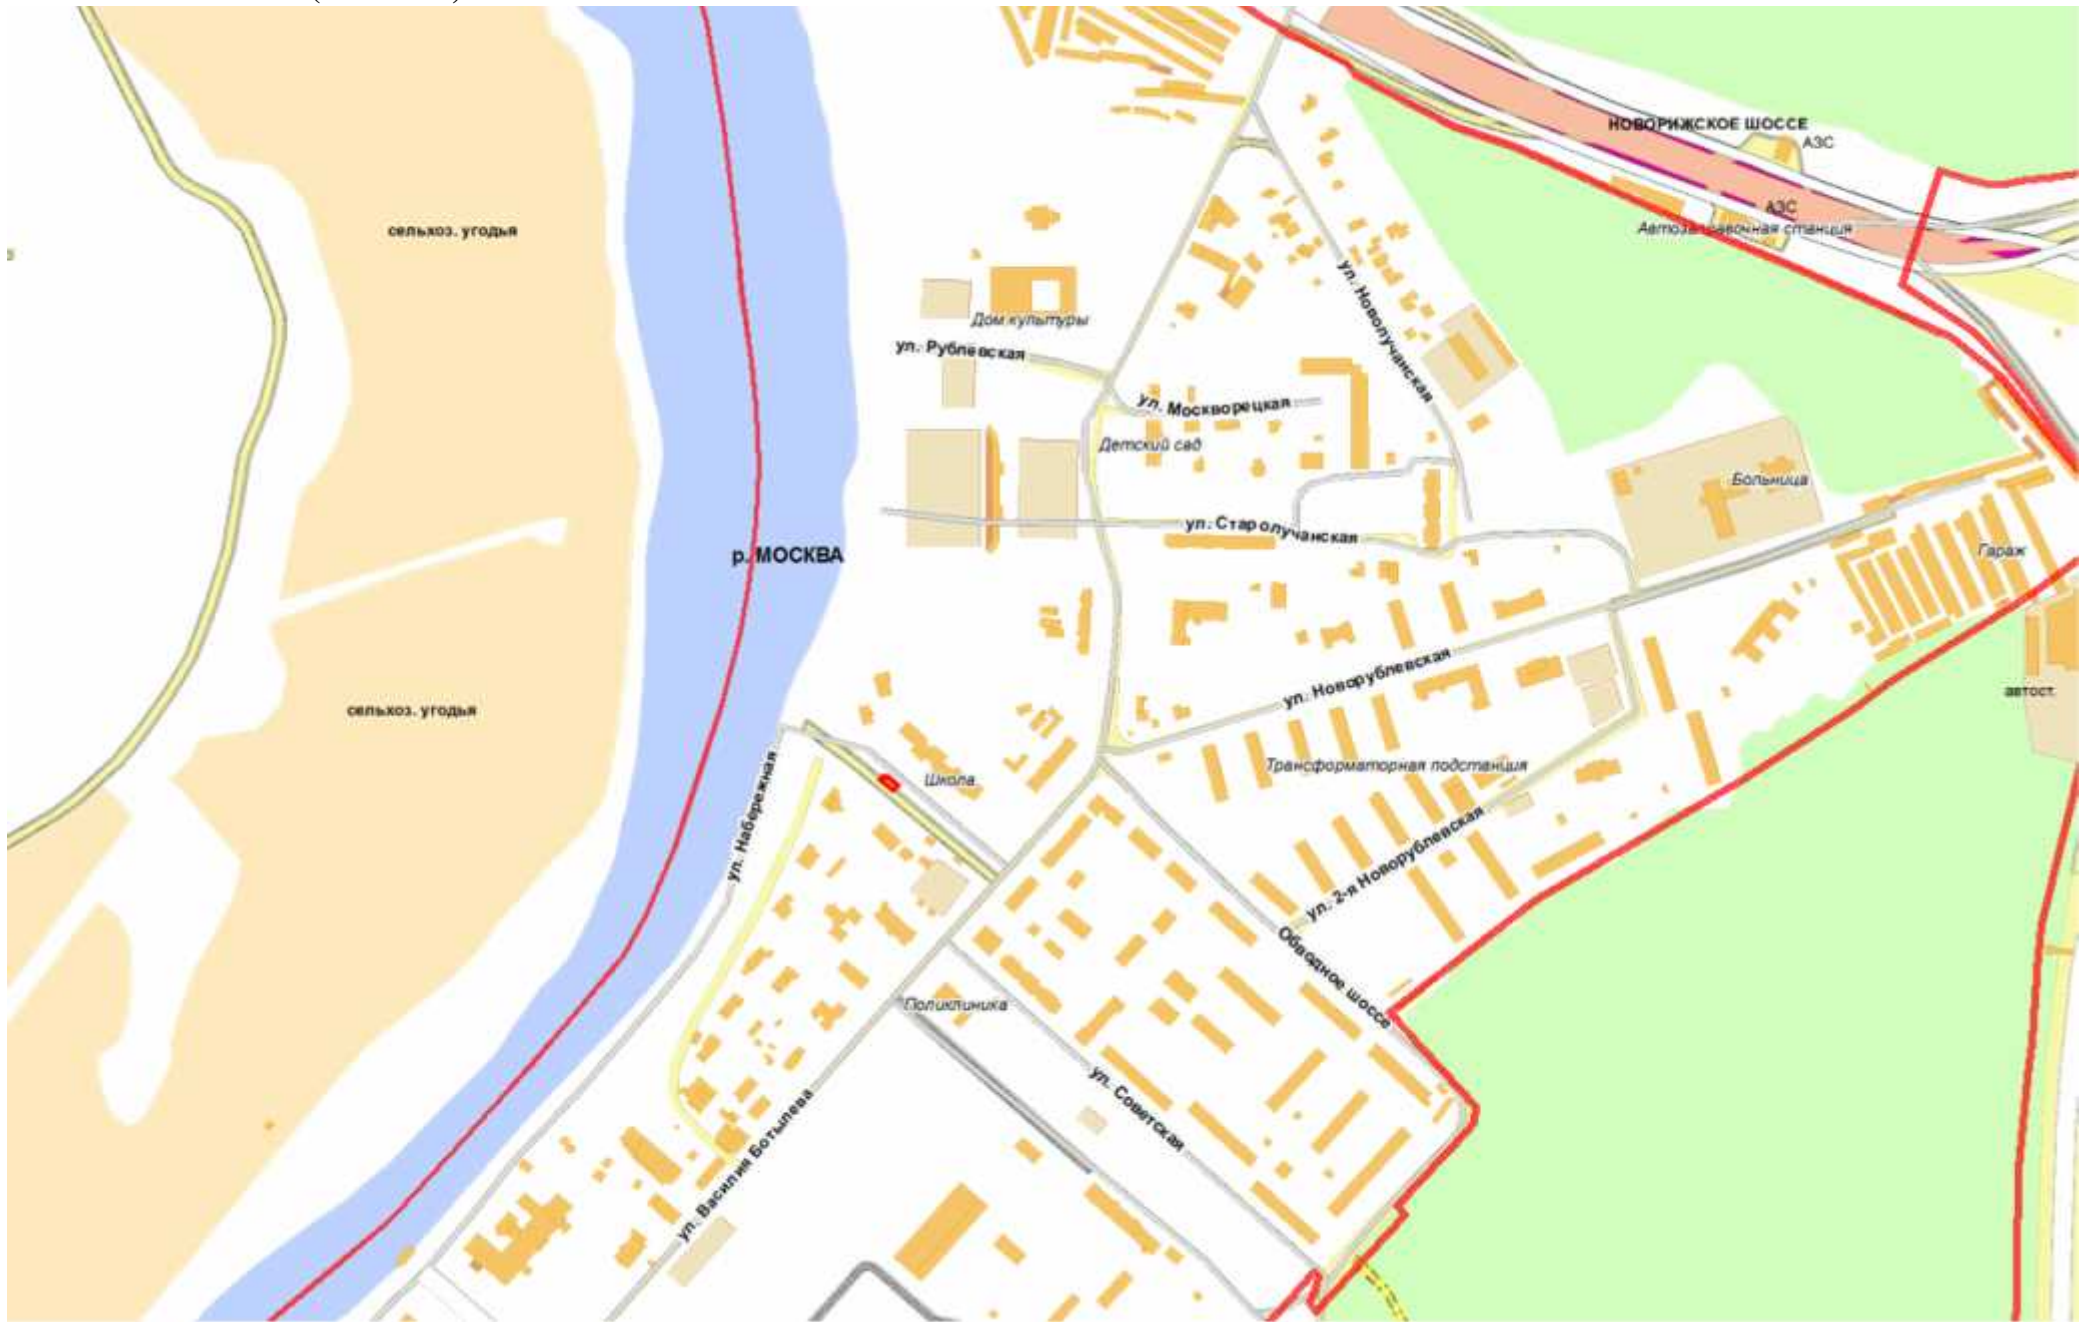 НОВОРИЖСКОЕ ШОССЕ
АЗС
АЗС
Автозаправочная станция
сельхоз. угодья
ул. Новолучанская
Дом культуры
ул. Рублевская
ул. Москворецкая
Детский сад
Больница
ул. Старолучанская
р. МОСКВА
Гараж
ул. Новорублевская
автост.
сельхоз. угодья
Трансформаторная подстанция
Школа
ул. Набережная
ул. 2-я Новорублевская
Обводное шоссе
Поликлиника
ул. Советская
ул. Василия Ботылева